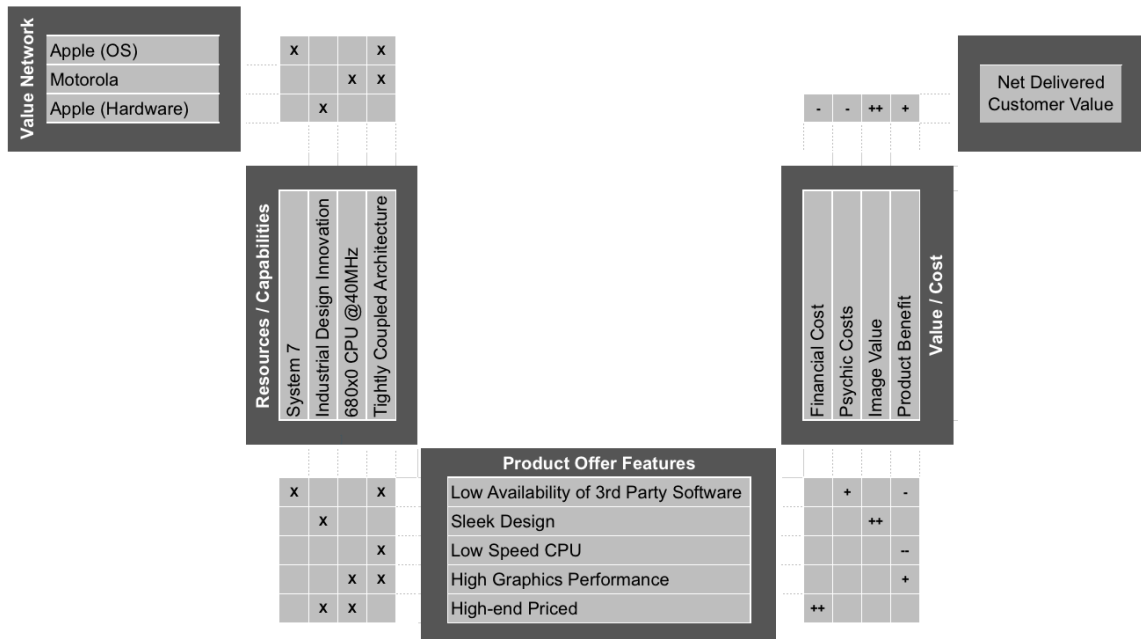 Value Network
Apple (OS)
Motorola
Apple (Hardware)
X X
X X
X
- - ++ +
Net Delivered
Customer Value
Resources / Capabilities
System 7
Industrial Design Innovation
680x0 CPU @40MHz
Tightly Coupled Architecture
Financial Cost
Psychic Costs
Image Value
Product Benefit
Value / Cost
Product Offer Features
X X Low Availability of 3rd Party Software + -
X Sleek Design ++
X Low Speed CPU --
X X High Graphics Performance +
X X High-end Priced ++